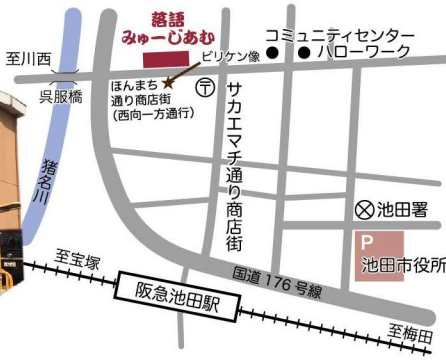 落語
みゅーじあむ
コミュニティセンター
ハローワーク
ビリケン像
至川西
呉服橋
ほんまち
通り商店街
(西向一方通行)
〒
サカエマチ通り商店街
猪名川
池田署
P
池田市役所
至宝塚
国道176号線
阪急池田駅
至梅田